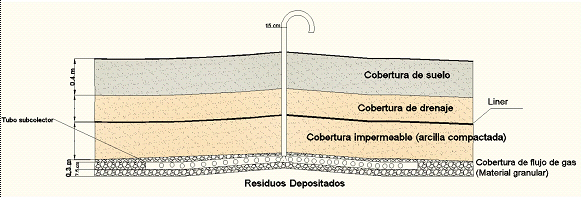 15 cm
Cobertura de suelo
0.4 m
Cobertura de drenaje
Liner
Tubo subcolector
Cobertura impermeable (arcilla compactada)
Cobertura de flujo de gas
(Material granular)
0.3 m
Residuos Depositados